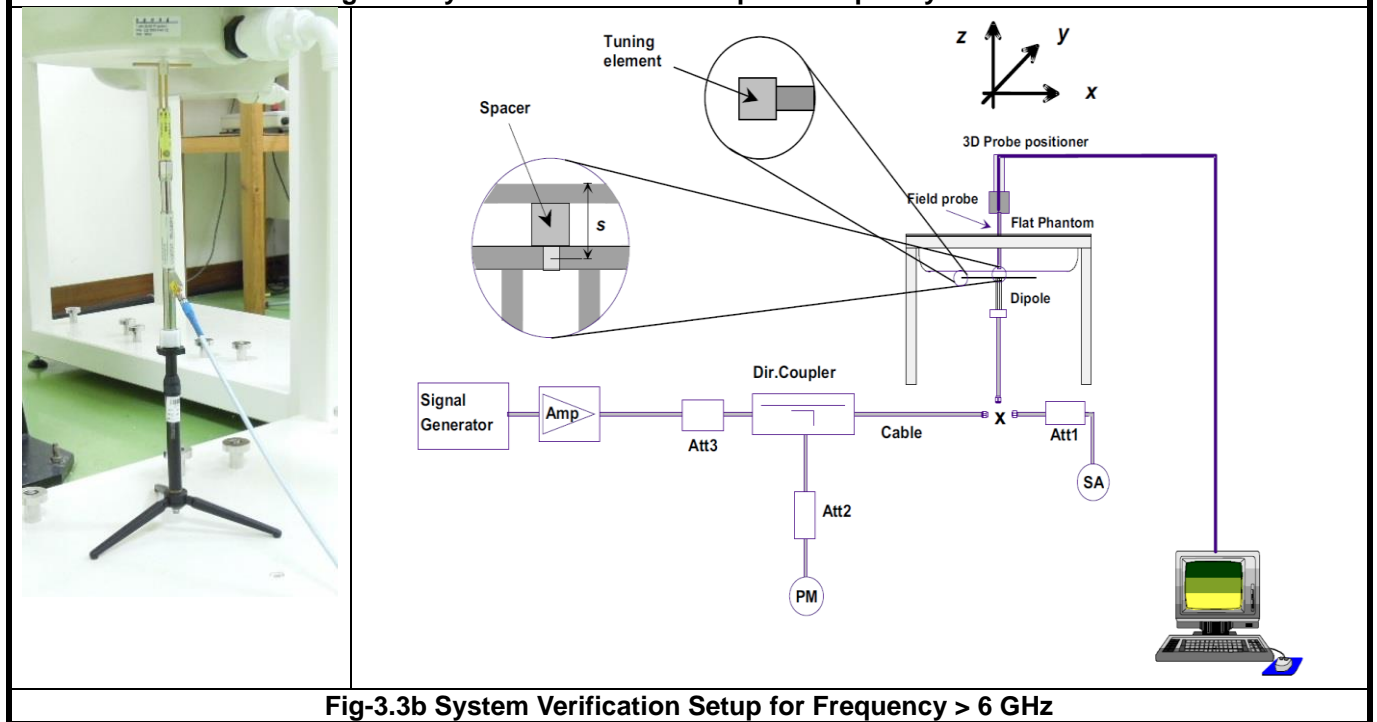 Tuning
element
Spacer
s
z
y
x
3D Probe positioner
Field probe
Flat Phantom
Dipole
Dir.Coupler
Signal
Generator
Amp
Att3
Cable
X
Att1
SA
Att2
PM
Fig-3.3b System Verification Setup for Frequency > 6 GHz